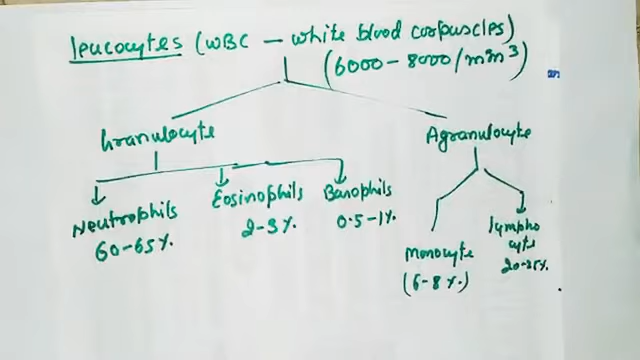 leucocytes (WBC – white blood corpuscles)
(6000 – 8000/mm³)
Granulocyte
Agranulocyte
Neutrophils
60–65%.
Eosinophils
2–3%.
Basophils
0.5–1%.
Monocyte
(6–8%.)
lympho
cyte
20–25%.